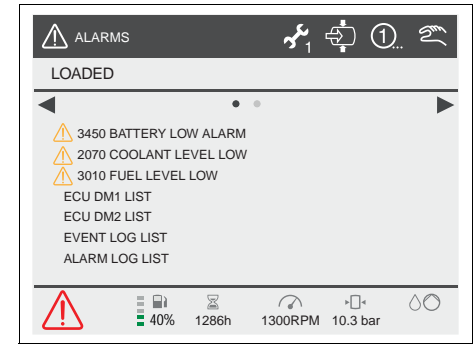 ALARMS 1 1...
LOADED
3450 BATTERY LOW ALARM
2070 COOLANT LEVEL LOW
3010 FUEL LEVEL LOW
ECU DM1 LIST
ECU DM2 LIST
EVENT LOG LIST
ALARM LOG LIST
40% 1286h 1300RPM 10.3 bar